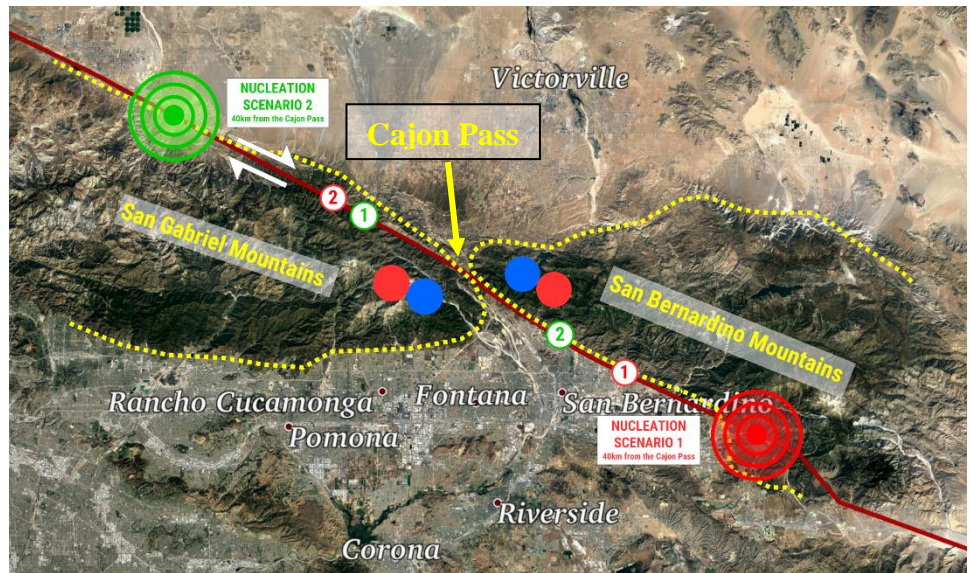 Victorville
NUCLEATION
SCENARIO 2
40km from the Cajon Pass
Cajon Pass
2
1
San Gabriel Mountains
San Bernardino Mountains
2
1
Rancho Cucamonga
Fontana
San Bernardino
Pomona
NUCLEATION
SCENARIO 1
40km from the Cajon Pass
Riverside
Corona